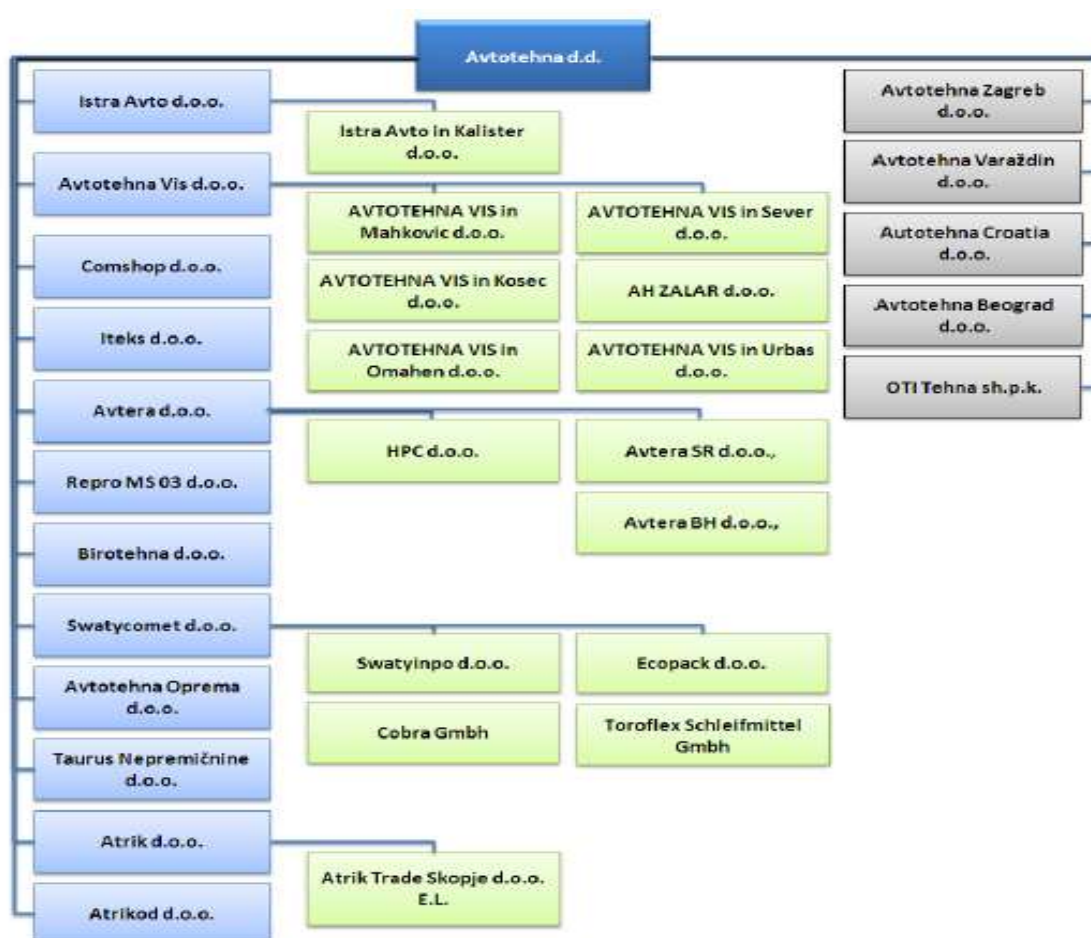 Avtotehna d.d.
Istra Avto d.o.o.
Istra Avto in Kalister
d.o.o.
Avtotehna Vis d.o.o.
AVTOTEHNA VIS in
Mahkovic d.o.o.
AVTOTEHNA VIS in Sever
d.o.o.
Comshop d.o.o.
AVTOTEHNA VIS in Kosec
d.o.o.
AH ZALAR d.o.o.
Iteks d.o.o.
AVTOTEHNA VIS in
Omahen d.o.o.
AVTOTEHNA VIS in Urbas
d.o.o.
Avtera d.o.o.
HPC d.o.o.
Avtera SR d.o.o.,
Avtera BH d.o.o.,
Repro MS 03 d.o.o.
Birotehna d.o.o.
Swatycomet d.o.o.
Swatyinpo d.o.o.
Ecopack d.o.o.
Cobra Gmbh
Toroflex Schleifmittel
Gmbh
Avtotehna Oprema
d.o.o.
Taurus Nepremičnine
d.o.o.
Atrik d.o.o.
Atrik Trade Skopje d.o.o.
E.L.
Atrikod d.o.o.
Avtotehna Zagreb
d.o.o.
Avtotehna Varaždin
d.o.o.
Autotehna Croatia
d.o.o.
Avtotehna Beograd
d.o.o.
OTI Tehna sh.p.k.